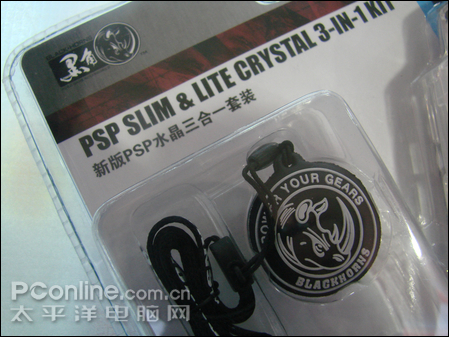 黑角
PSP SLIM & LITE CRYSTAL 3-IN-1 KIT
新版PSP水晶三合一套装
POWER YOUR GEARS
BLACKHORNS
PConline.com.cn
太平洋电脑网